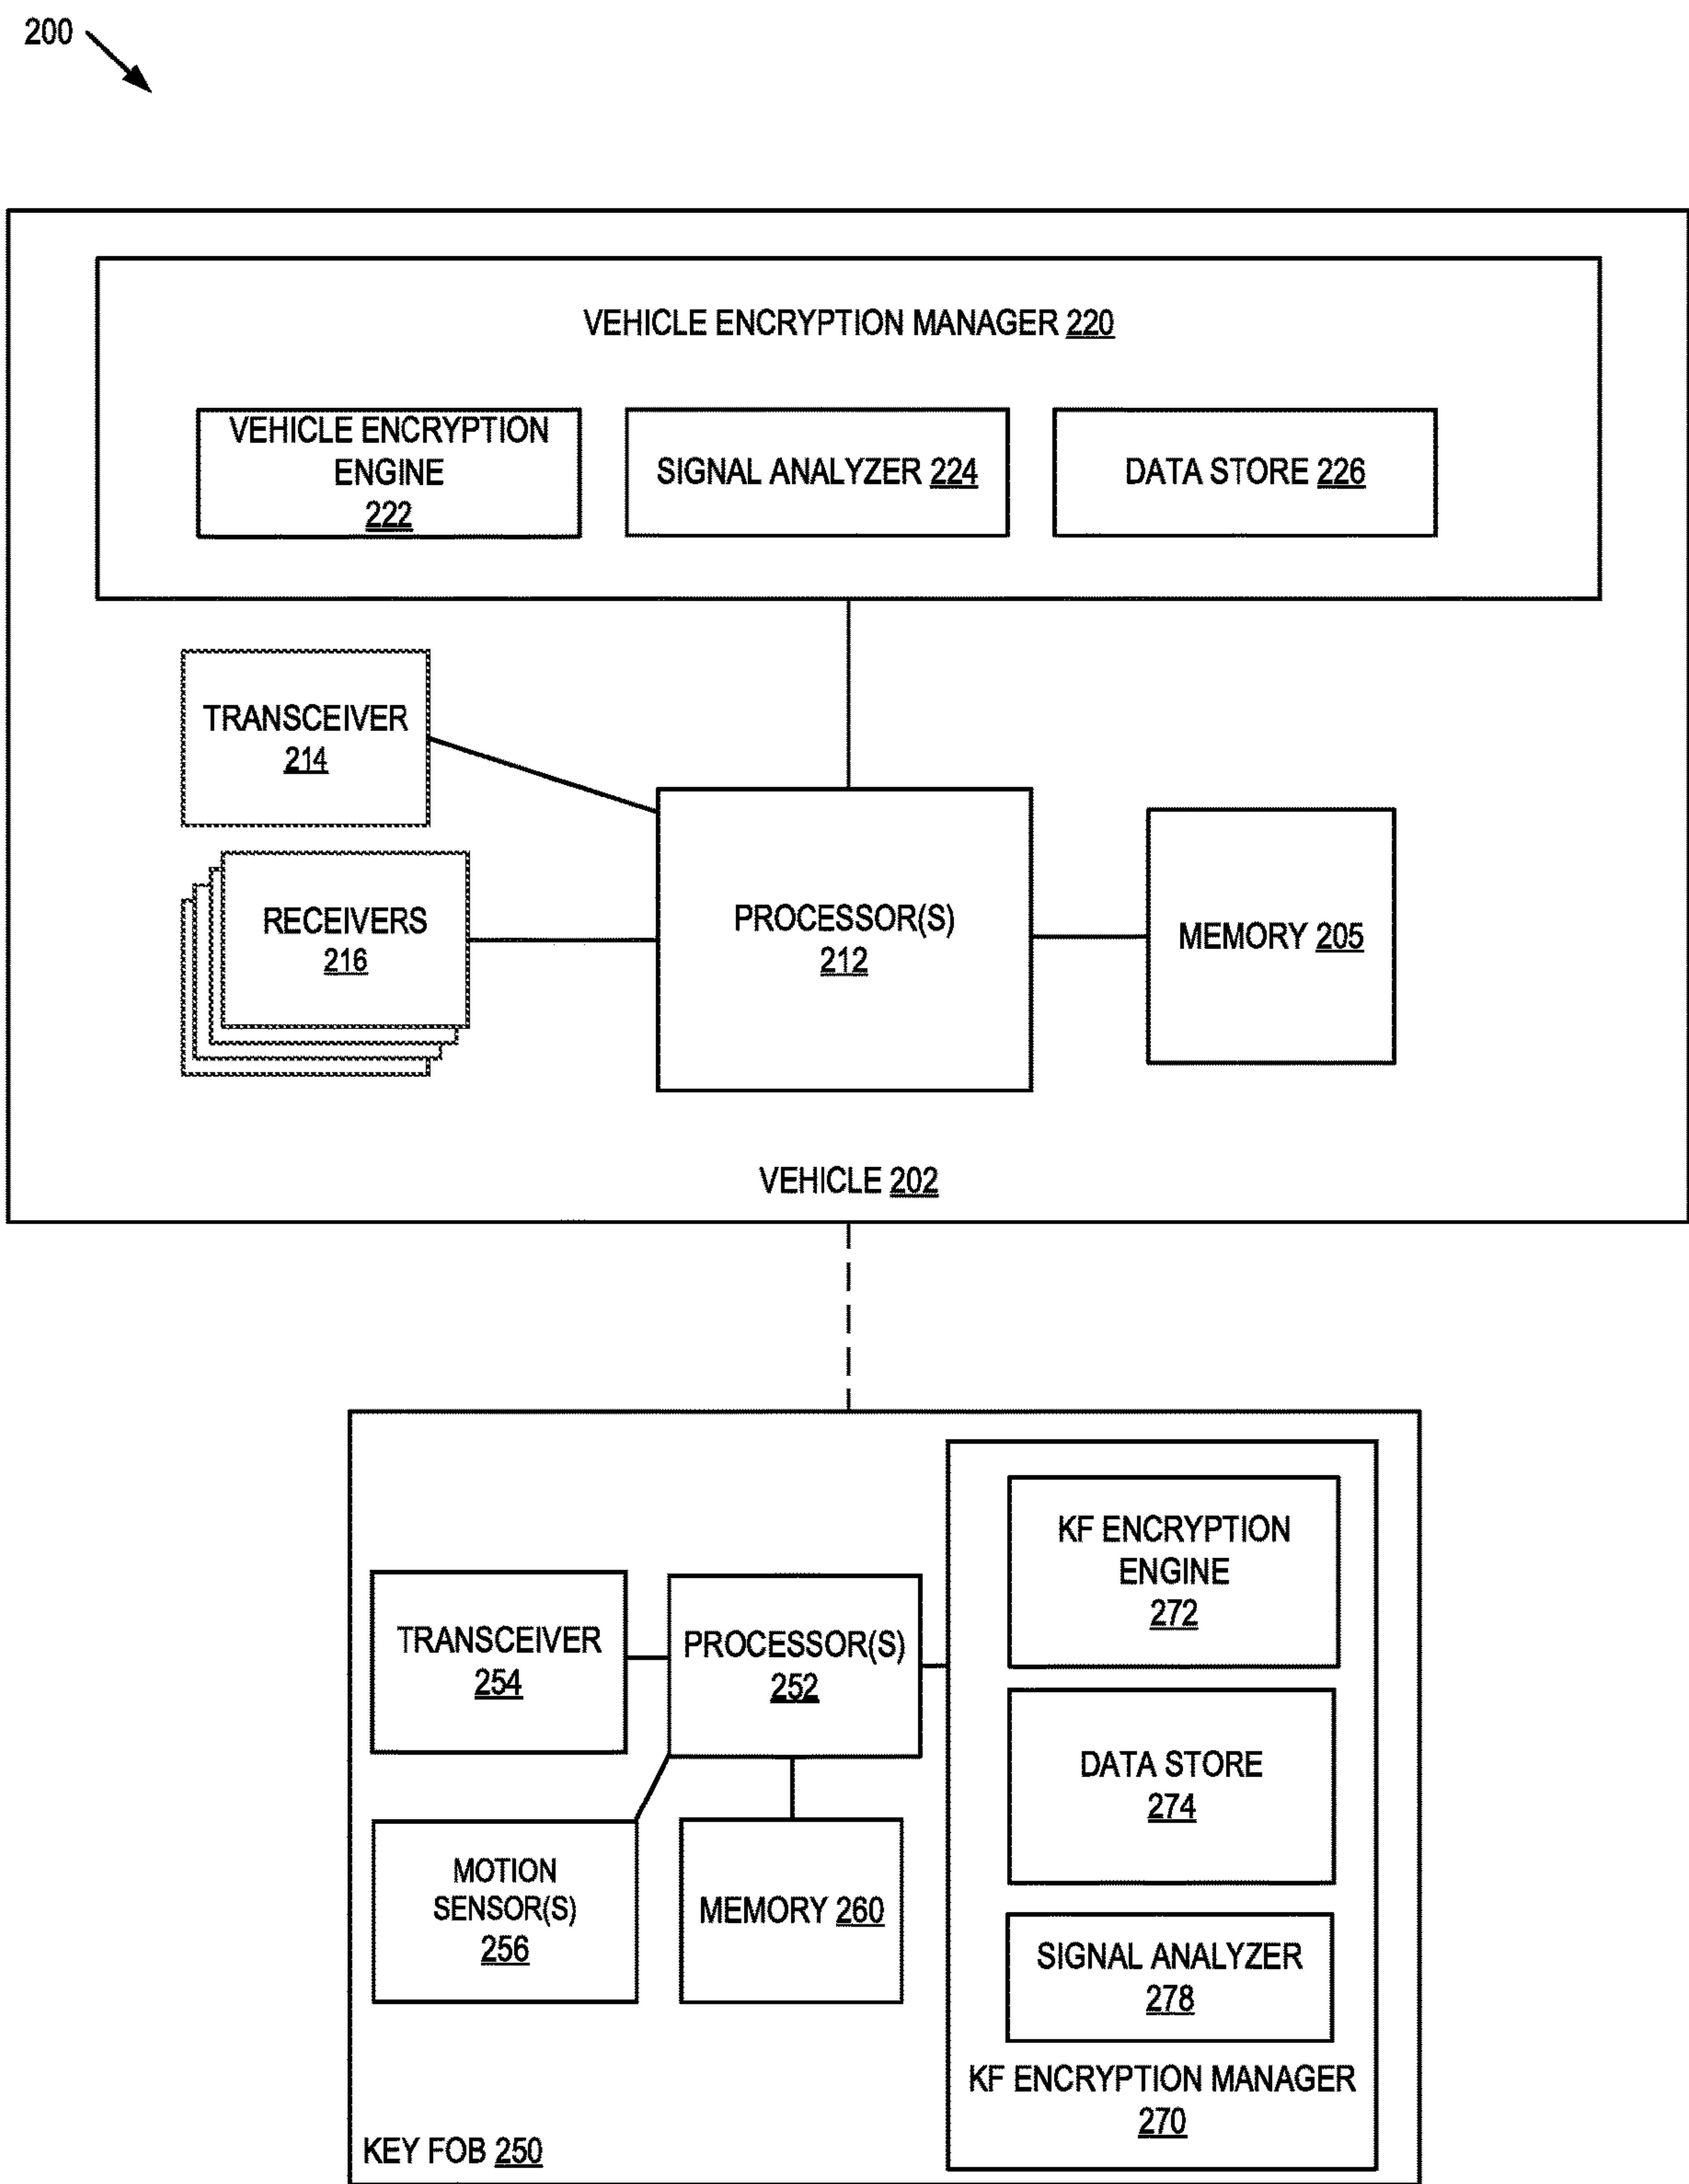 200
VEHICLE ENCRYPTION MANAGER 220
VEHICLE ENCRYPTION
ENGINE
222
SIGNAL ANALYZER 224
DATA STORE 226
TRANSCEIVER
214
RECEIVERS
216
PROCESSOR(S)
212
MEMORY 205
VEHICLE 202
KF ENCRYPTION
ENGINE
272
TRANSCEIVER
254
PROCESSOR(S)
252
DATA STORE
274
MOTION
SENSOR(S)
256
MEMORY 260
SIGNAL ANALYZER
278
KF ENCRYPTION MANAGER
270
KEY FOB 250